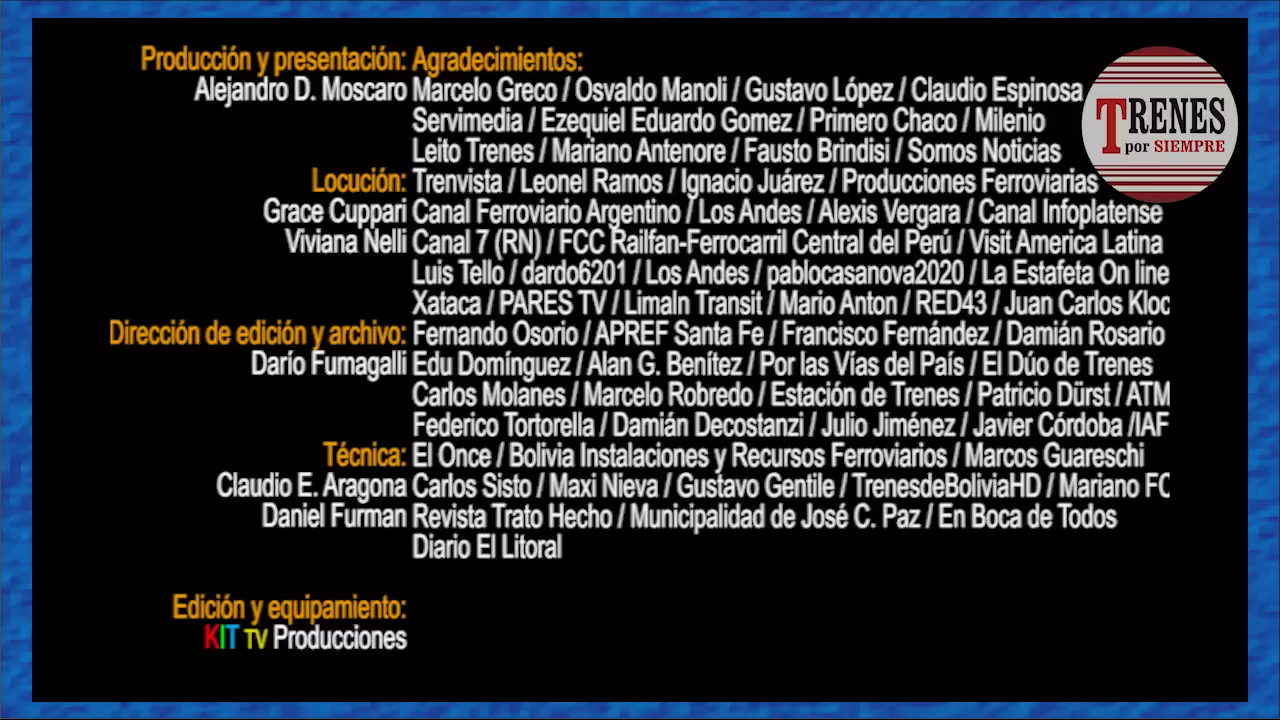 Producción y presentación:
Alejandro D. Moscaro
Locución:
Grace Cuppari
Viviana Nelli
Dirección de edición y archivo:
Darío Fumagalli
Técnica:
Claudio E. Aragona
Daniel Furman
Edición y equipamiento:
KIT TV Producciones
Agradecimientos:
Marcelo Greco / Osvaldo Manoli / Gustavo López / Claudio Espinosa
Servimedia / Ezequiel Eduardo Gomez / Primero Chaco / Milenio
Leito Trenes / Mariano Antenore / Fausto Brindisi / Somos Noticias
Trenvista / Leonel Ramos / Ignacio Juárez / Producciones Ferroviarias
Canal Ferroviario Argentino / Los Andes / Alexis Vergara / Canal Infoplatense
Canal 7 (RN) / FCC Railfan-Ferrocarril Central del Perú / Visit America Latina
Luis Tello / dardo6201 / Los Andes / pablocasanova2020 / La Estafeta On line
Xataca / PARES TV / Limaln Transit / Mario Anton / RED43 / Juan Carlos
Fernando Osorio / APREF Santa Fe / Francisco Fernández / Damián Rosario
Edu Domínguez / Alan G. Benítez / Por las Vías del País / El Dúo de Trenes
Carlos Molanes / Marcelo Robredo / Estación de Trenes / Patricio Dürst / ATM
Federico Tortorella / Damián Decostanzi / Julio Jiménez / Javier Córdoba /IAF
El Once / Bolivia Instalaciones y Recursos Ferroviarios / Marcos Guareschi
Carlos Sisto / Maxi Nieva / Gustavo Gentile / TrenesdeBoliviaHD / Mariano
Revista Trato Hecho / Municipalidad de José C. Paz / En Boca de Todos
Diario El Litoral
TRENES
por SIEMPRE